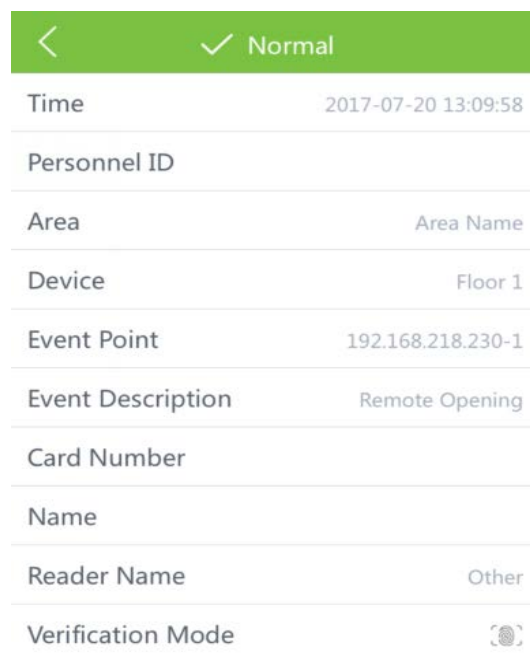 Normal
Time 2017-07-20 13:09:58
Personnel ID
Area Area Name
Device Floor 1
Event Point 192.168.218.230-1
Event Description Remote Opening
Card Number
Name
Reader Name Other
Verification Mode